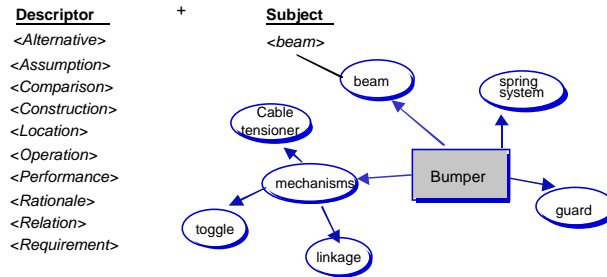 Descriptor + Subject
<Alternative>
<Assumption>
<Comparison>
<Construction>
<Location>
<Operation>
<Performance>
<Rationale>
<Relation>
<Requirement>
<beam>
beam
spring
system
Cable
tensioner
mechanisms
Bumper
toggle
linkage
guard